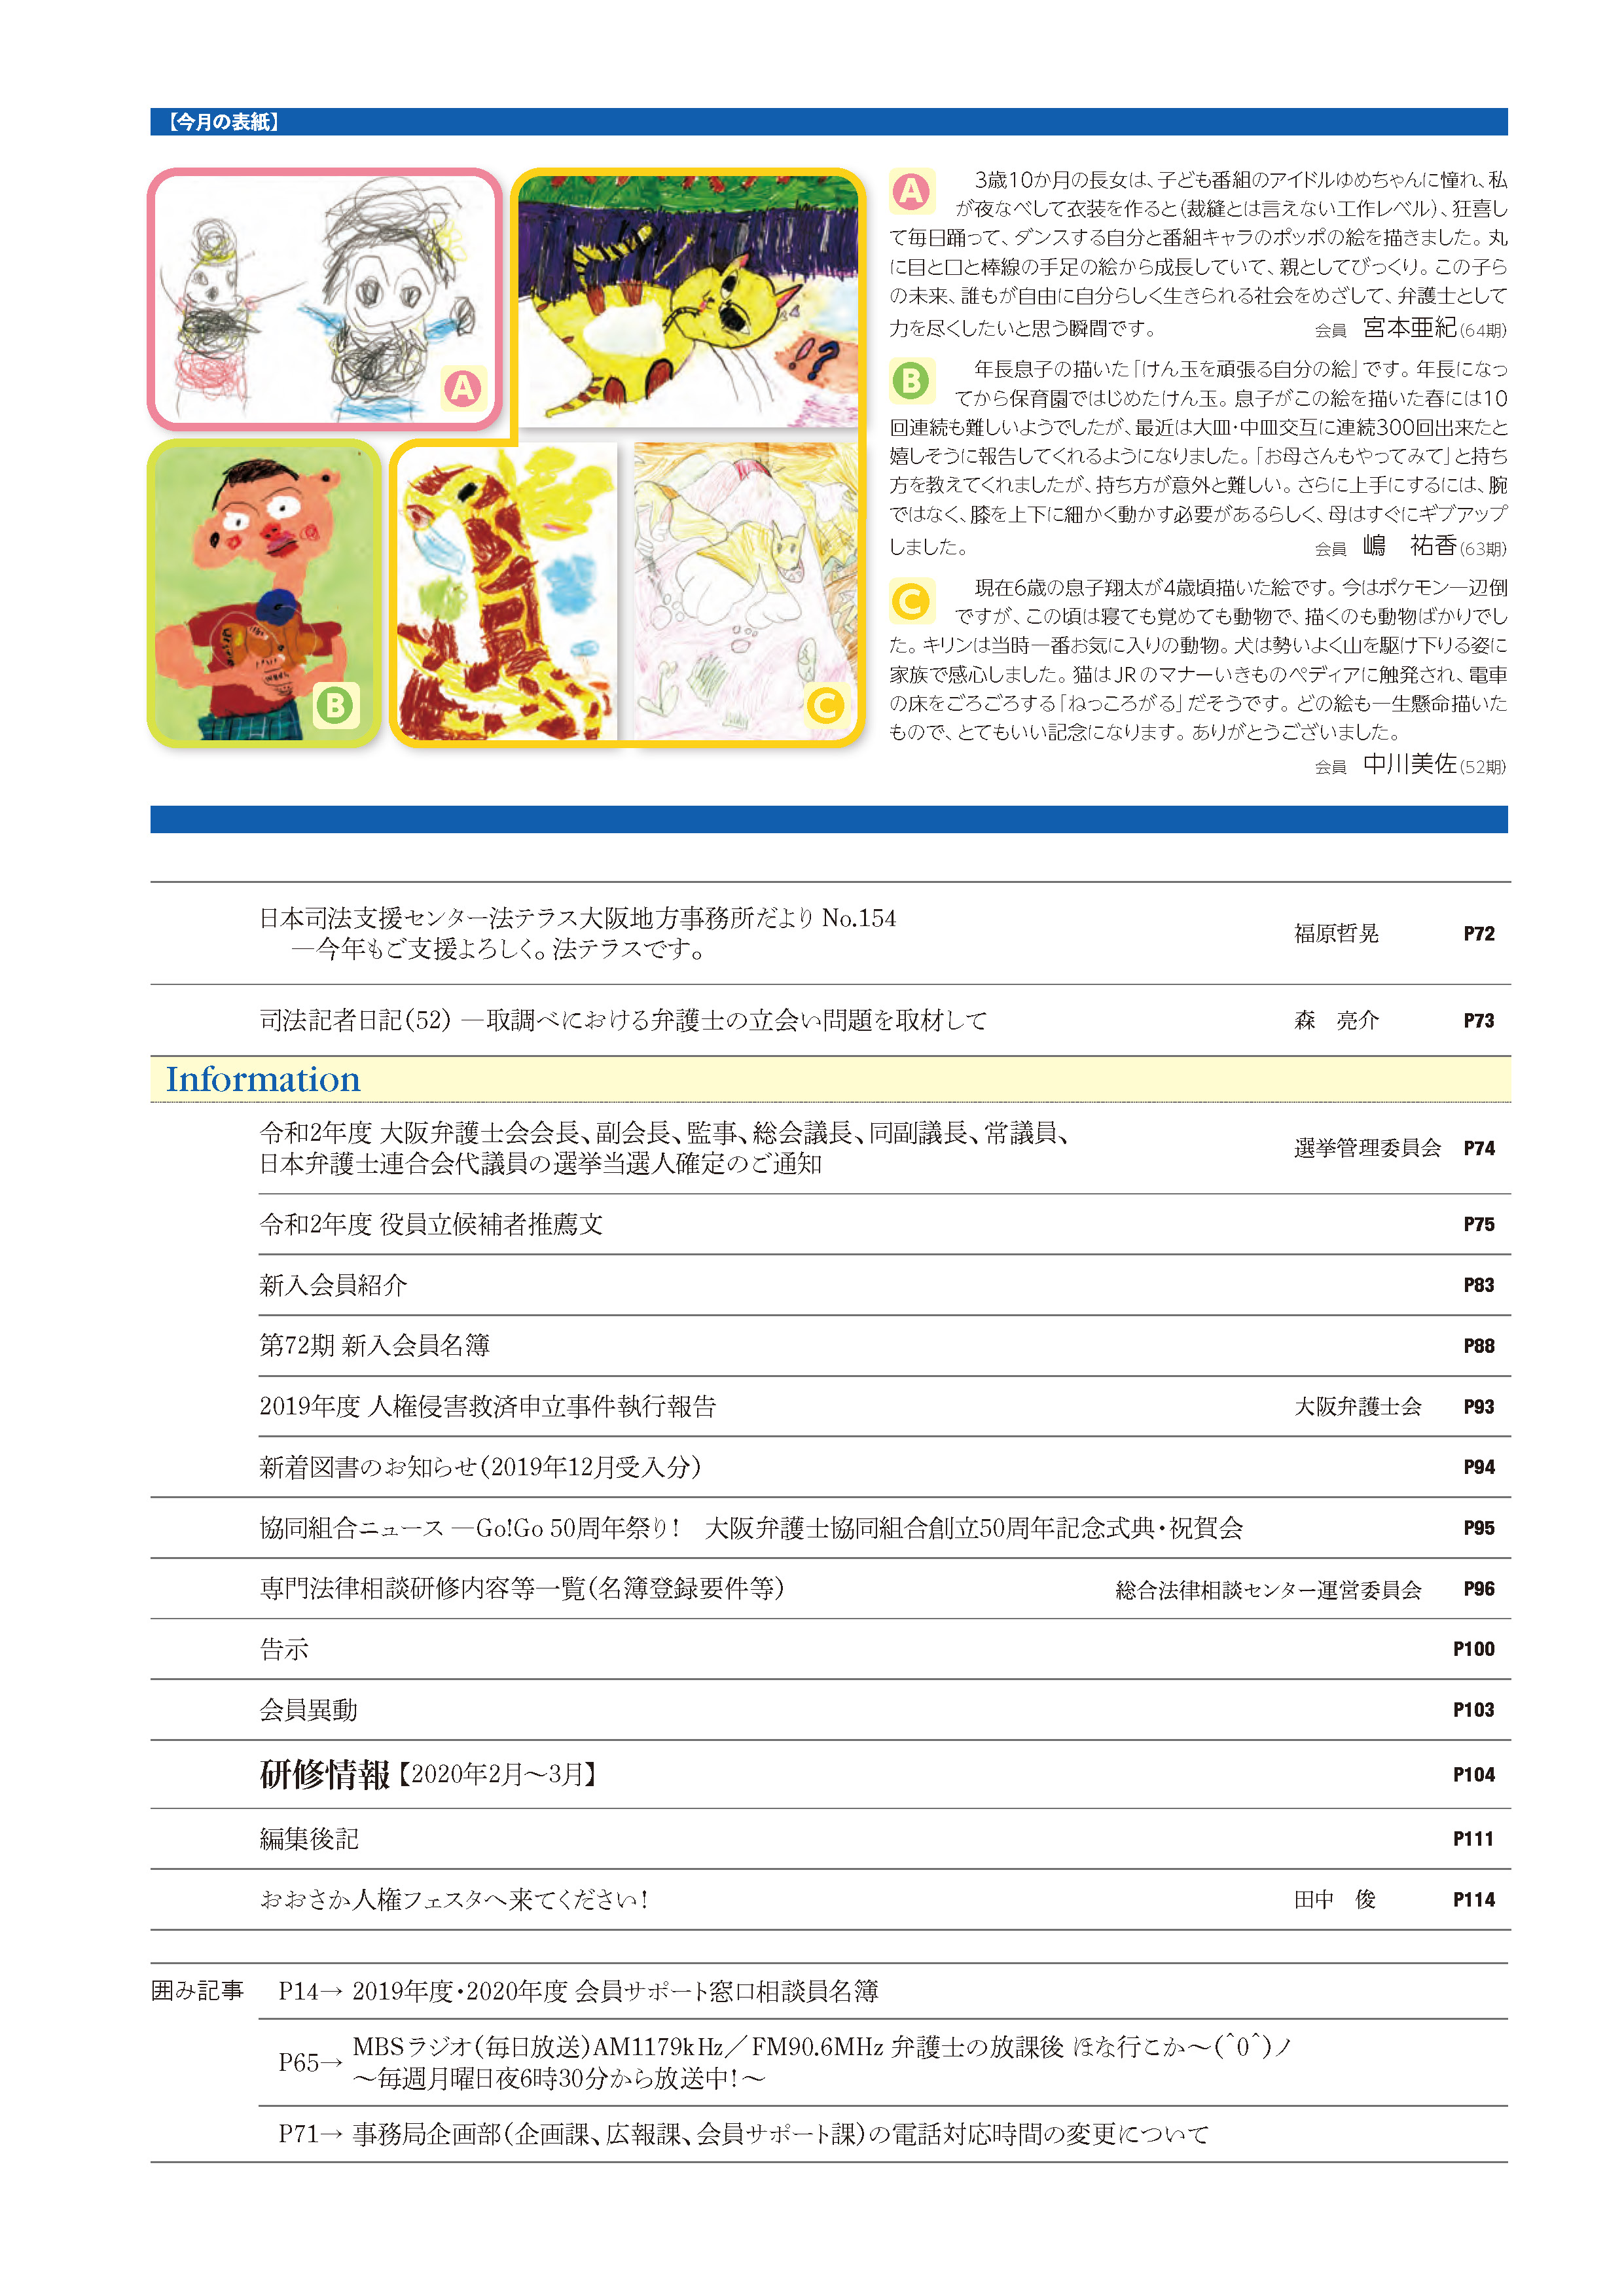 【今月の表紙】
A
B
C
A
3歳10か月の長女は、子ども番組のアイドルゆめちゃんに憧れ、私
が夜なべして衣装を作ると(裁縫とは言えない工作レベル)、狂喜し
て毎日踊って、ダンスする自分と番組キャラのポッポの絵を描きました。丸
に目と口と棒線の手足の絵から成長していて、親としてびっくり。この子ら
の未来、誰もが自由に自分らしく生きられる社会をめざして、弁護士として
力を尽くしたいと思う瞬間です。 会員 宮本亜紀(64期)
B
年長息子の描いた「けん玉を頑張る自分の絵」です。年長になっ
てから保育園ではじめたけん玉。息子がこの絵を描いた春には10
回連続も難しいようでしたが、最近は大皿・中皿交互に連続300回出来たと
嬉しそうに報告してくれるようになりました。「お母さんもやってみて」と持ち
方を教えてくれましたが、持ち方が意外と難しい。さらに上手にするには、腕
ではなく、膝を上下に細かく動かす必要があるらしく、母はすぐにギブアップ
しました。 会員 嶋 祐香(63期)
C
現在6歳の息子翔太が4歳頃描いた絵です。今はポケモン一辺倒
ですが、この頃は寝ても覚めても動物で、描くのも動物ばかりでし
た。キリンは当時一番お気に入りの動物。犬は勢いよく山を駆け下りる姿に
家族で感心しました。猫はJRのマナーいきものペディアに触発され、電車
の床をごろごろする「ねっころがる」だそうです。どの絵も一生懸命描いた
もので、とてもいい記念になります。ありがとうございました。
会員 中川美佐(52期)
日本司法支援センター法テラス大阪地方事務所だより No.154
―今年もご支援よろしく。法テラスです。 福原哲晃 P72
司法記者日記(52) ―取調べにおける弁護士の立会い問題を取材して 森 亮介 P73
Information
令和2年度 大阪弁護士会会長、副会長、監事、総会議長、同副議長、常議員、
日本弁護士連合会代議員の選挙当選人確定のご通知 選挙管理委員会 P74
令和2年度 役員立候補者推薦文 P75
新入会員紹介 P83
第72期 新入会員名簿 P88
2019年度 人権侵害救済申立事件執行報告 大阪弁護士会 P93
新着図書のお知らせ(2019年12月受入分) P94
協同組合ニュース ―Go!Go 50周年祭り! 大阪弁護士協同組合創立50周年記念式典・祝賀会 P95
専門法律相談研修内容等一覧(名簿登録要件等) 総合法律相談センター運営委員会 P96
告示 P100
会員異動 P103
研修情報【2020年2月〜3月】 P104
編集後記 P111
おおさか人権フェスタへ来てください! 田中 俊 P114
囲み記事 P14→ 2019年度・2020年度 会員サポート窓口相談員名簿
P65→ MBSラジオ(毎日放送)AM1179kHz/FM90.6MHz 弁護士の放課後 ほな行こか〜(^0^)ノ
〜毎週月曜日夜6時30分から放送中!〜
P71→ 事務局企画部(企画課、広報課、会員サポート課)の電話対応時間の変更について